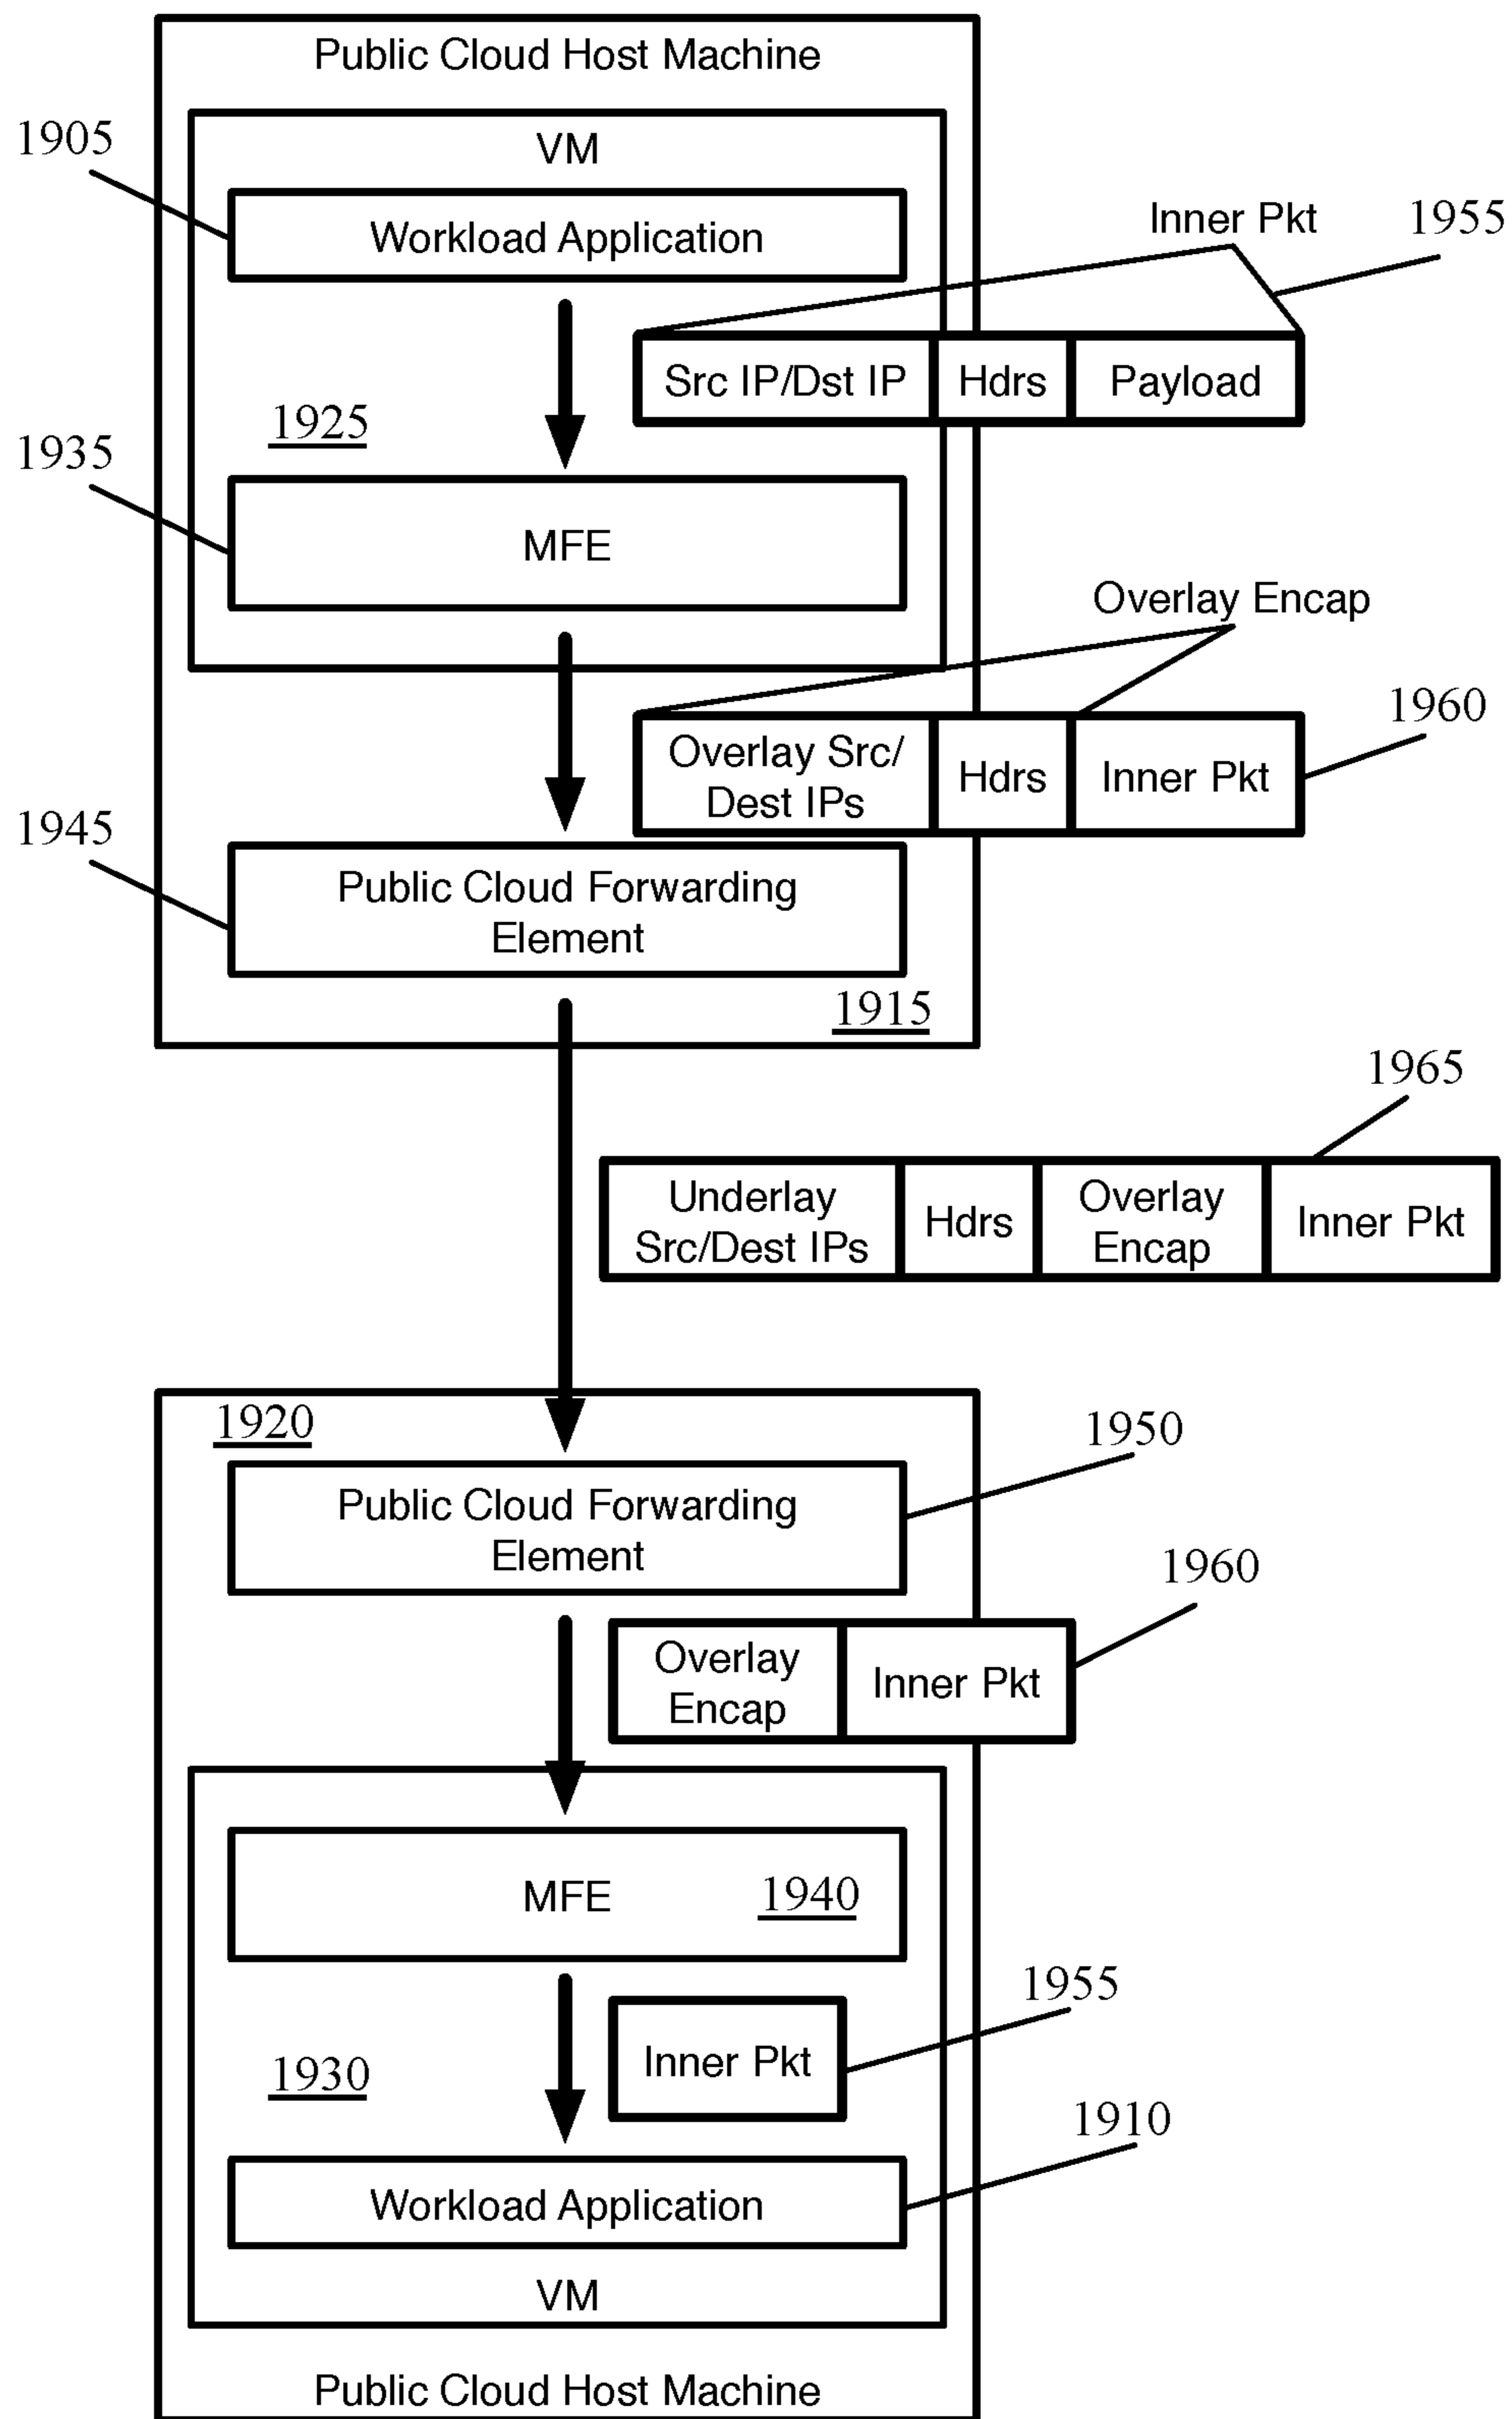 Public Cloud Host Machine
1905
VM
Workload Application
Inner Pkt
1955
Src IP/Dst IP
Hdrs
Payload
1925
1935
MFE
Overlay Encap
1960
Overlay Src/
Dest IPs
Hdrs
Inner Pkt
1945
Public Cloud Forwarding
Element
1915
1965
Underlay
Src/Dest IPs
Hdrs
Overlay
Encap
Inner Pkt
1920
1950
Public Cloud Forwarding
Element
1960
Overlay
Encap
Inner Pkt
MFE
1940
1955
Inner Pkt
1930
1910
Workload Application
VM
Public Cloud Host Machine